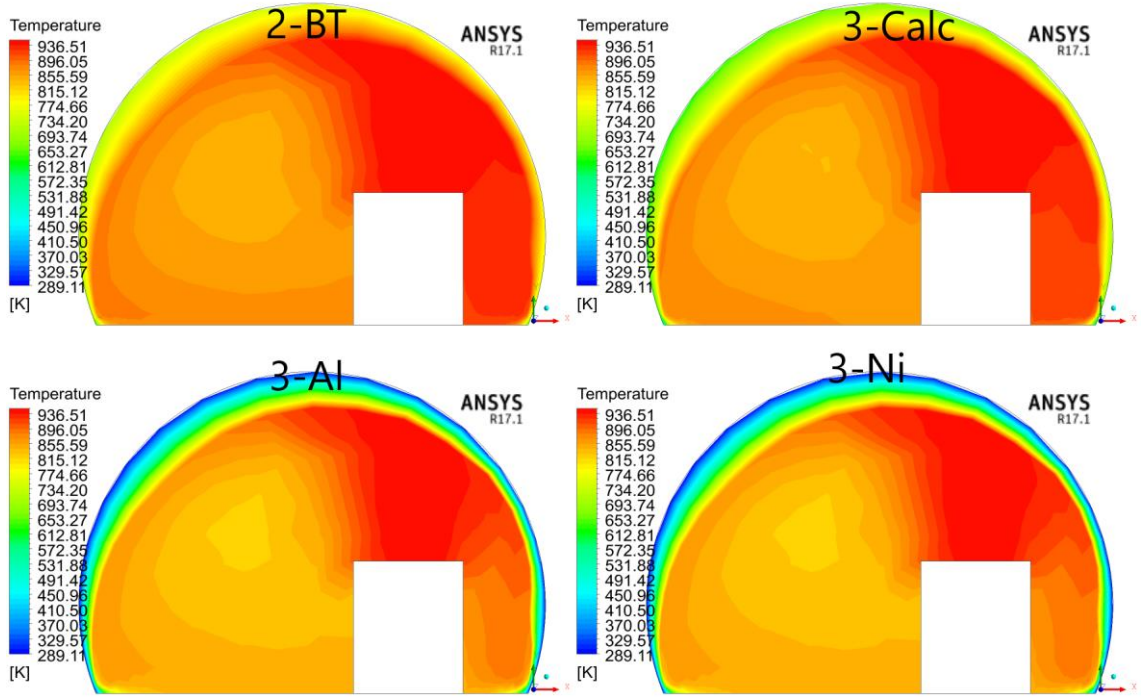 2-BT
Temperature
936.51
896.05
855.59
815.12
774.66
734.20
693.74
653.27
612.81
572.35
531.88
491.42
450.96
410.50
370.03
329.57
289.11
[K]
ANSYS
R17.1
x
3-Calc
Temperature
936.51
896.05
855.59
815.12
774.66
734.20
693.74
653.27
612.81
572.35
531.88
491.42
450.96
410.50
370.03
329.57
289.11
[K]
ANSYS
R17.1
x
3-Al
Temperature
936.51
896.05
855.59
815.12
774.66
734.20
693.74
653.27
612.81
572.35
531.88
491.42
450.96
410.50
370.03
329.57
289.11
[K]
ANSYS
R17.1
x
3-Ni
Temperature
936.51
896.05
855.59
815.12
774.66
734.20
693.74
653.27
612.81
572.35
531.88
491.42
450.96
410.50
370.03
329.57
289.11
[K]
ANSYS
R17.1
x